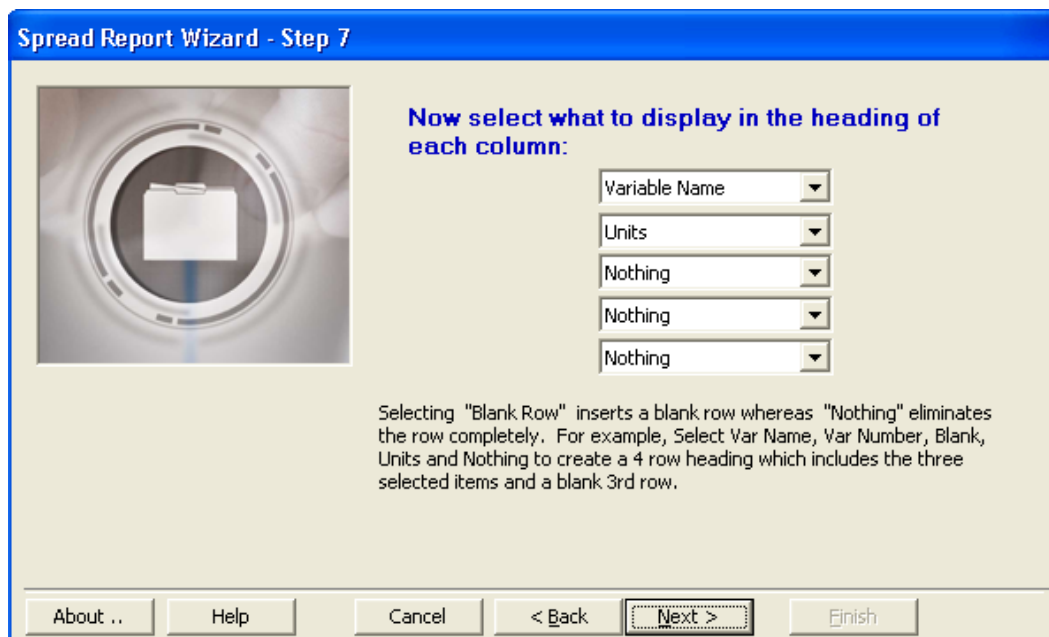 Spread Report Wizard - Step 7
Now select what to display in the heading of
each column:
Variable Name
Units
Nothing
Nothing
Nothing
Selecting "Blank Row" inserts a blank row whereas "Nothing" eliminates
the row completely. For example, Select Var Name, Var Number, Blank,
Units and Nothing to create a 4 row heading which includes the three
selected items and a blank 3rd row.
About ..
Help
Cancel
< Back
Next >
Finish